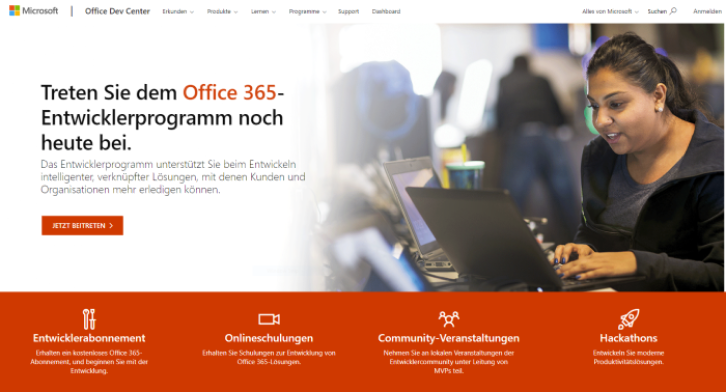 Microsoft | Office Dev Center Erkunden Produkte Lernen Programme Support Dashboard Alles von Microsoft Suchen Anmelden
Treten Sie dem Office 365-
Entwicklerprogramm noch
heute bei.
Das Entwicklerprogramm unterstützt Sie beim Entwickeln
intelligenter, verknüpfter Lösungen, mit denen Kunden und
Organisationen mehr erledigen können.
JETZT BEITRETEN >
Entwicklerabonnement
Erhalten ein kostenloses Office 365-
Abonnement, und beginnen Sie mit der
Entwicklung.
Onlineschulungen
Erhalten Sie Schulungen zur Entwicklung von
Office 365-Lösungen.
Community-Veranstaltungen
Nehmen Sie an lokalen Veranstaltungen der
Entwicklercommunity unter Leitung von
MVPs teil.
Hackathons
Entwickeln Sie moderne
Produktivitätslösungen.